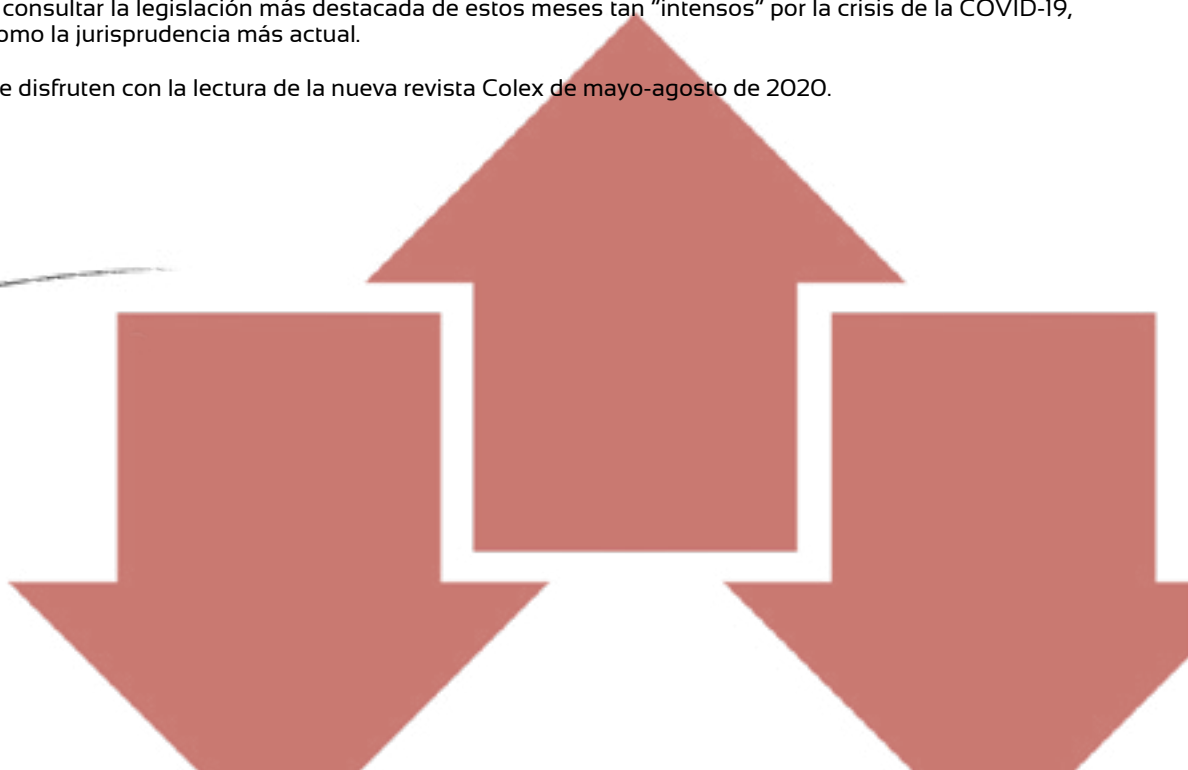 consultar la legislación más destacada de estos meses tan "intensos" por la crisis de la COVID-19,
omo la jurisprudencia más actual.
e disfruten con la lectura de la nueva revista Colex de mayo-agosto de 2020.